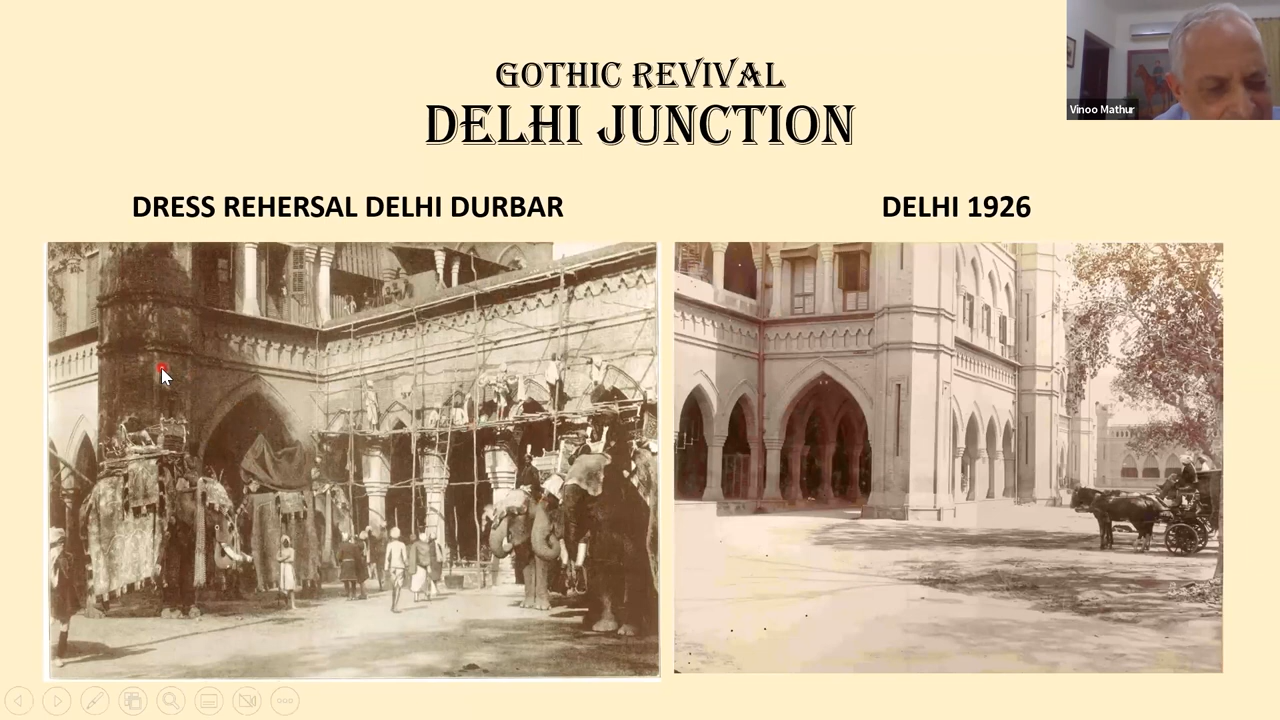 GOTHIC REVIVAL
DELHI JUNCTION
Vinoo Mathur
DRESS REHERSAL DELHI DURBAR
DELHI 1926